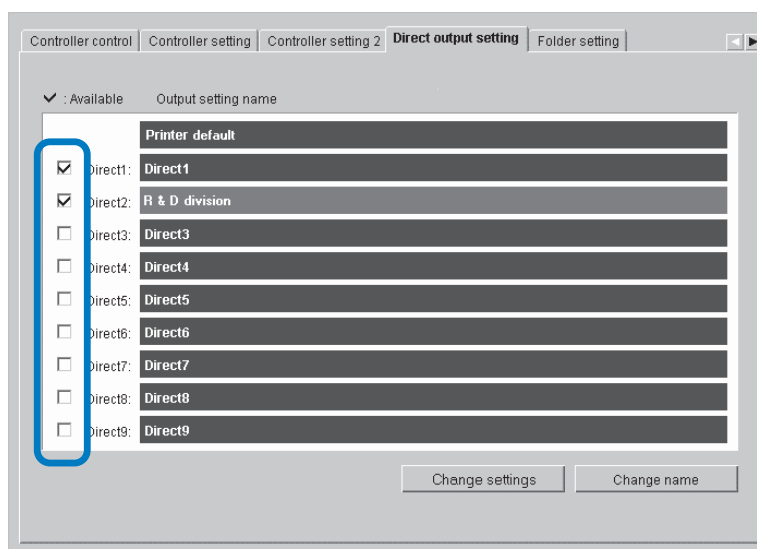 Controller control Controller setting Controller setting 2 Direct output setting Folder setting
✓ : Available Output setting name
Printer default
Direct1: Direct1
Direct2: R & D division
Direct3: Direct3
Direct4: Direct4
Direct5: Direct5
Direct6: Direct6
Direct7: Direct7
Direct8: Direct8
Direct9: Direct9
Change settings Change name